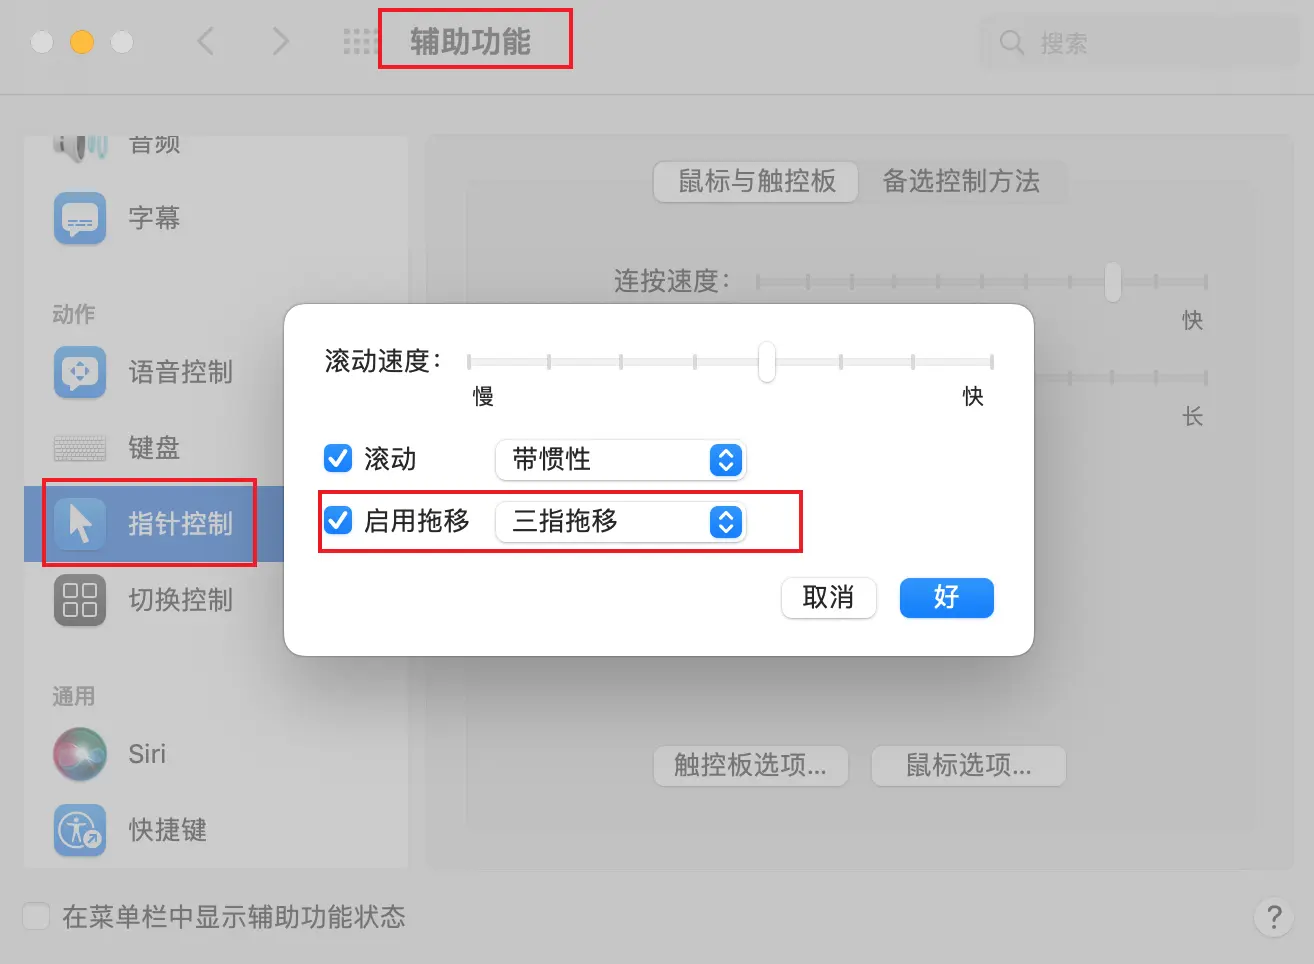 辅助功能
搜索
音频
字幕
动作
语音控制
键盘
指针控制
切换控制
通用
Siri
快捷键
鼠标与触控板
备选控制方法
连按速度：
快
长
滚动速度：
慢
快
滚动
带惯性
启用拖移
三指拖移
取消
好
触控板选项...
鼠标选项...
在菜单栏中显示辅助功能状态
?